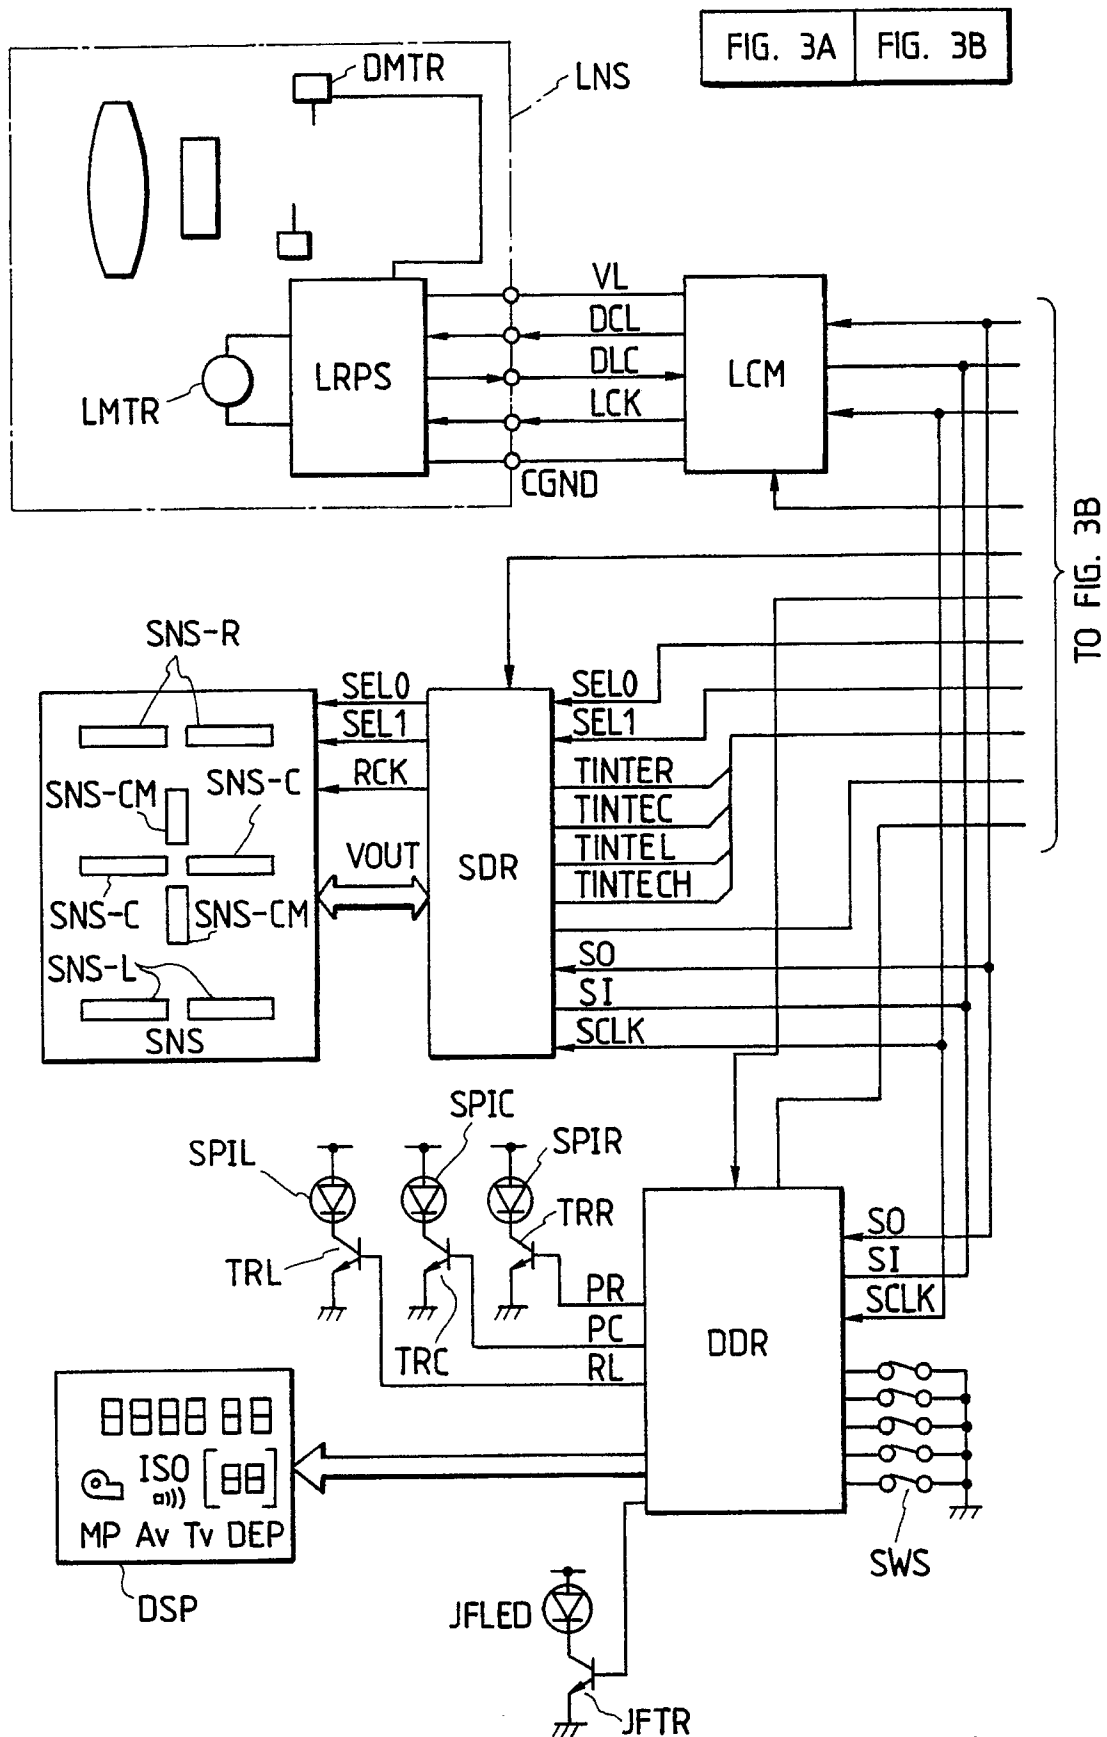 FIG. 3A FIG. 3B
DMTR
LNS
VL
DCL
DLC
LCK
CGND
LRPS
LCM
LMTR
TO FIG. 3B
SNS-R
SEL0
SEL1
RCK
VOUT
SNS-CM
SNS-C
SNS-C
SNS-CM
SNS-L
SNS
SDR
SEL0
SEL1
TINTER
TINTEC
TINTEL
TINTECH
SO
SI
SCLK
SPIL
SPIC
SPIR
TRL
TRC
TRR
PR
PC
RL
DDR
SO
SI
SCLK
SWS
88888 88
ISO [88]
MP Av Tv DEP
DSP
JFLED
JFTR